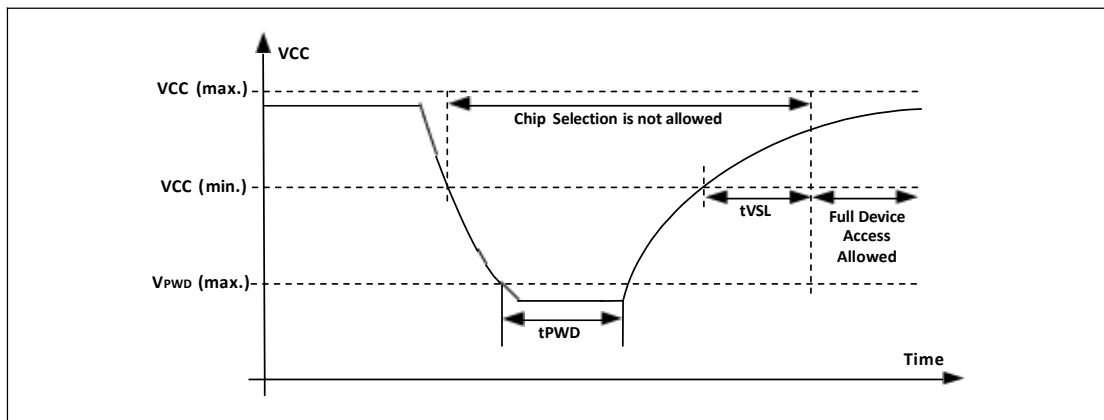 VCC
VCC (max.)
Chip Selection is not allowed
VCC (min.)
tVSL
Full Device
Access
Allowed
VPWD (max.)
tPWD
Time